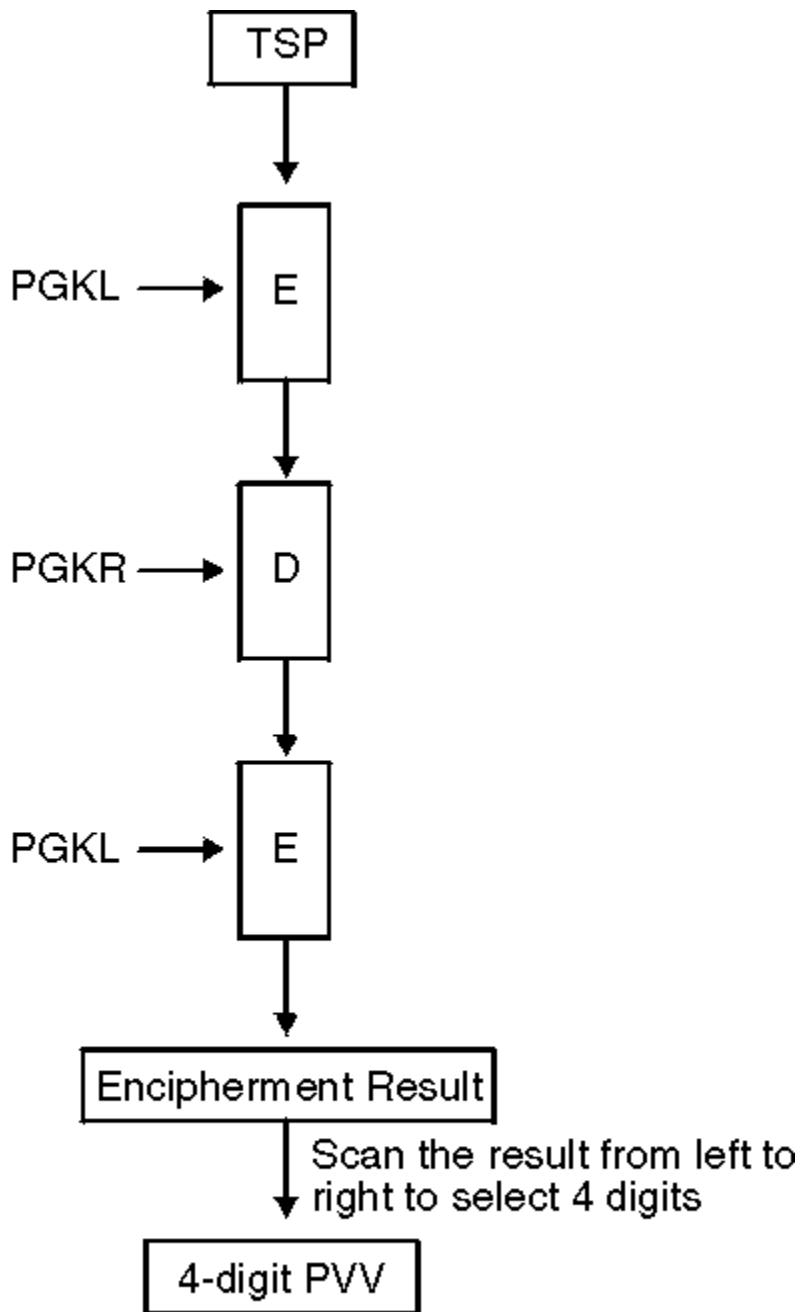 TSP
PGKL
E
PGKR
D
PGKL
E
Encipherment Result
Scan the result from left to
right to select 4 digits
4-digit PVV